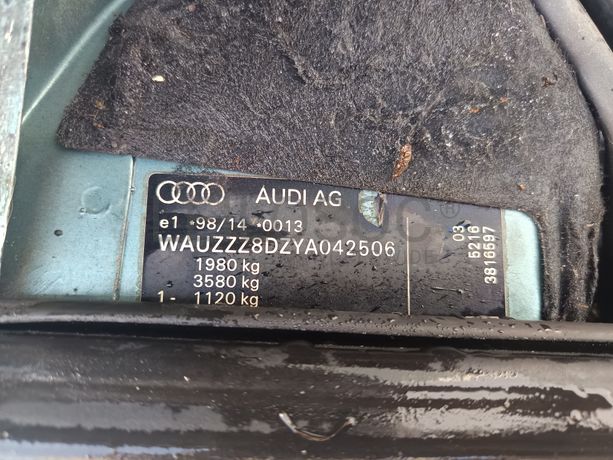 AUDI AG
e1 *98/14 *0013
WAUZZZ8DZYA042506
1980 kg
3580 kg
1 - 1120 kg
03
5216
3816597